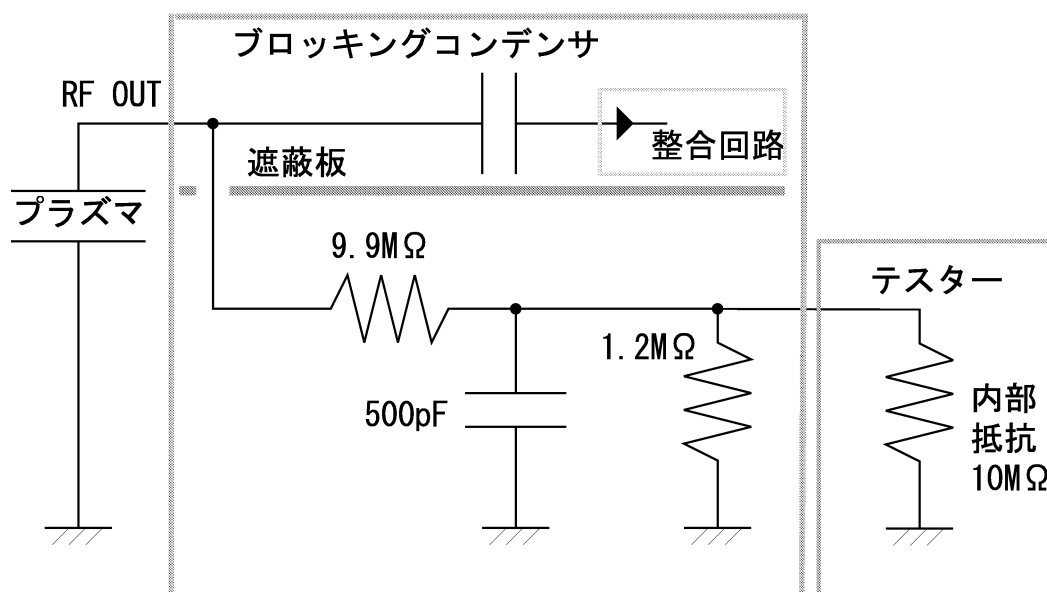 ブロッキングコンデンサ
RF OUT
整合回路
遮蔽板
プラズマ
9.9MΩ
テスター
1.2MΩ
500pF
内部
抵抗
10MΩ